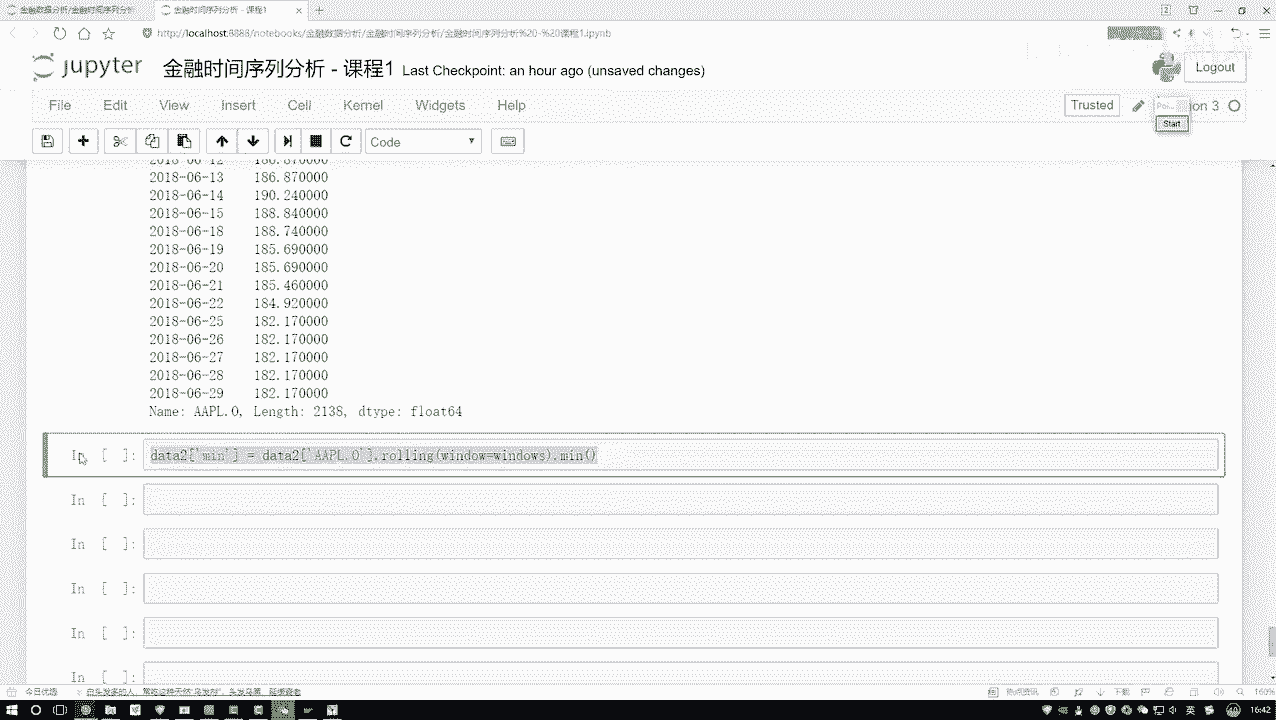 金融数据分析/金融时间序列分析
金融时间序列分析 - 课程1
http://localhost:8888/notebooks/金融数据分析/金融时间序列分析/金融时间序列分析%20-%20课程1.ipynb
jupyter 金融时间序列分析 - 课程1 Last Checkpoint: an hour ago (unsaved changes)
Logout
File Edit View Insert Cell Kernel Widgets Help
Trusted
on 3
Start
Code
2018-06-13 186.870000
2018-06-14 190.240000
2018-06-15 188.840000
2018-06-18 188.740000
2018-06-19 185.690000
2018-06-20 185.690000
2018-06-21 185.460000
2018-06-22 184.920000
2018-06-25 182.170000
2018-06-26 182.170000
2018-06-27 182.170000
2018-06-28 182.170000
2018-06-29 182.170000
Name: AAPL.O, Length: 2138, dtype: float64
In [ ]: data2['min'] = data2['AAPL.O'].rolling(window=windows).min()
In [ ]:
In [ ]:
In [ ]:
In [ ]:
In [ ]:
今日优选
下载
160%
英
16:42